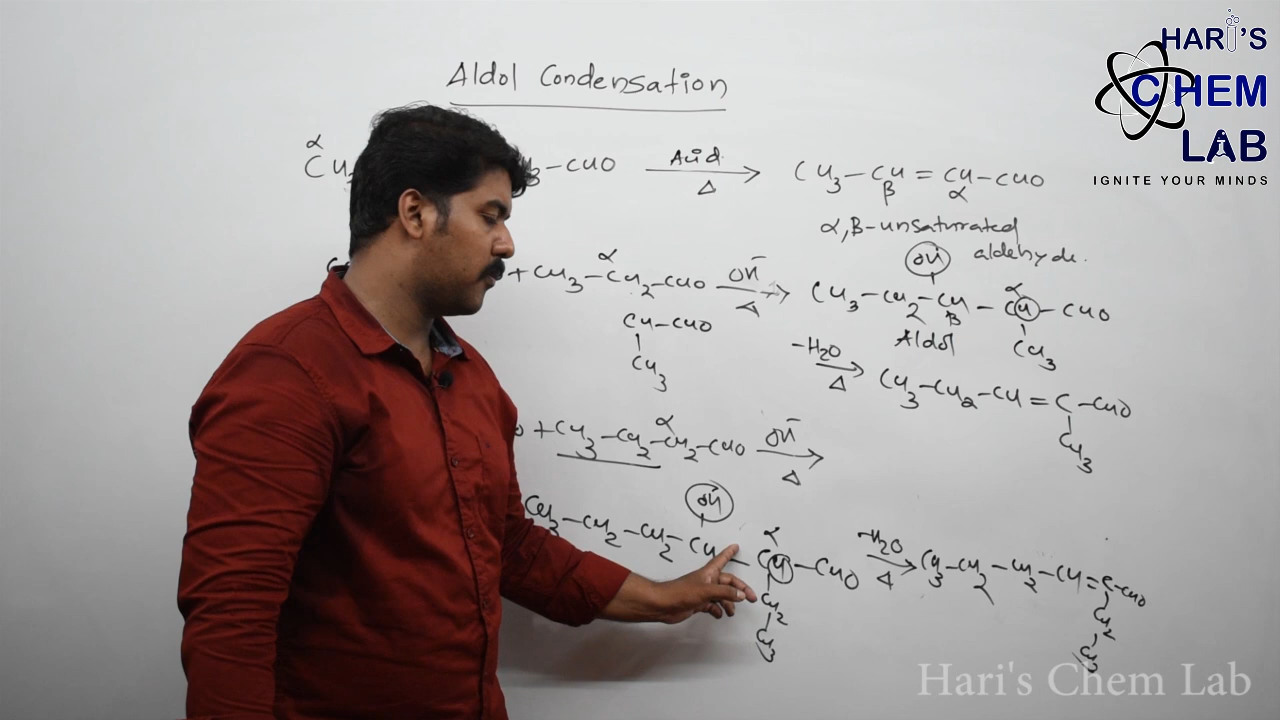 HARI'S
CHEM
LAB
IGNITE YOUR MINDS
Aldol Condensation
α
CH3 — CHO Acid Δ → CH3 — CH = CH — CHO
β α
α, β-unsaturated
aldehyde.
+ CH3 — CH2 — CHO OH⁻ Δ → CH3 — CH2 — CH — CH — CHO
α OH α
CH — CHO β CH3
CH3 Aldol
-H2O Δ → CH3 — CH2 — CH = C — CHO
CH3
+ CH3 — CH2 — CH2 — CHO OH⁻ Δ →
α
OH α
CH3 — CH2 — CH2 — CH — CH — CHO -H2O Δ → CH3 — CH2 — CH2 — CH = C — CHO
CH2 CH2
CH3 CH3
Hari's Chem Lab